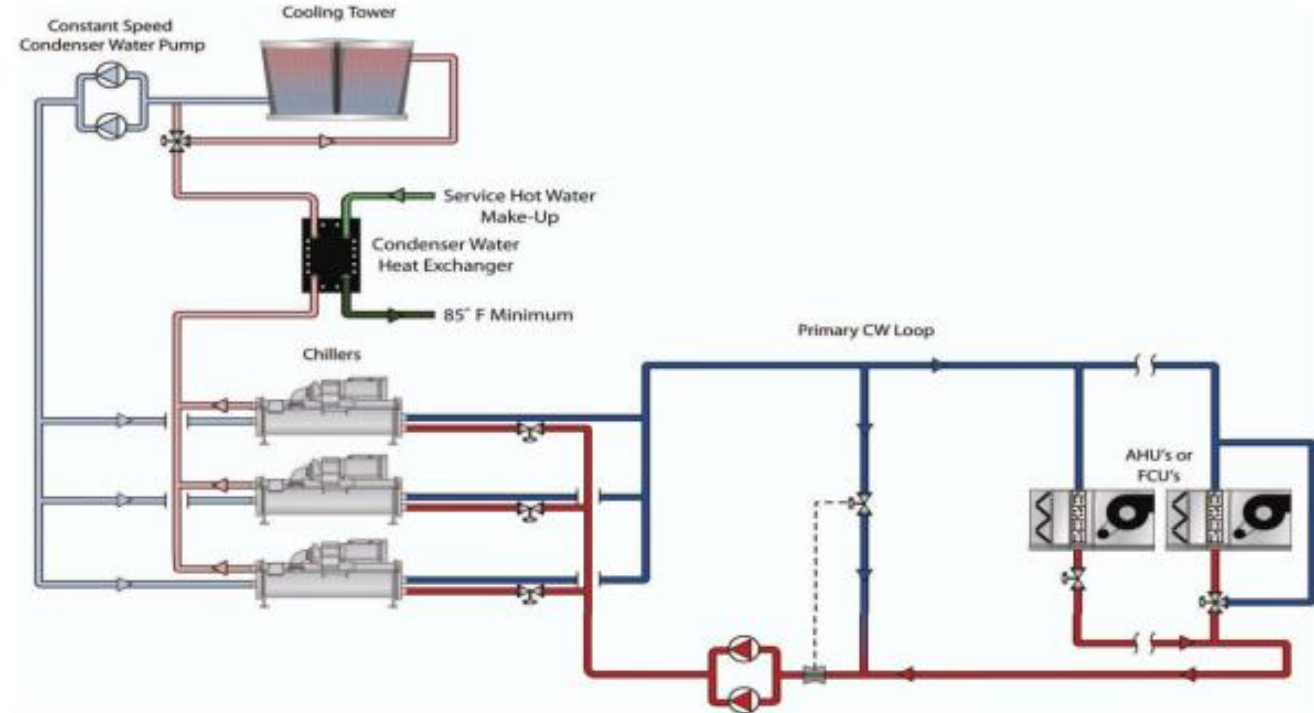 Cooling Tower
Constant Speed
Condenser Water Pump
Service Hot Water
Make-Up
Condenser Water
Heat Exchanger
85° F Minimum
Primary CW Loop
Chillers
AHU's or
FCU's